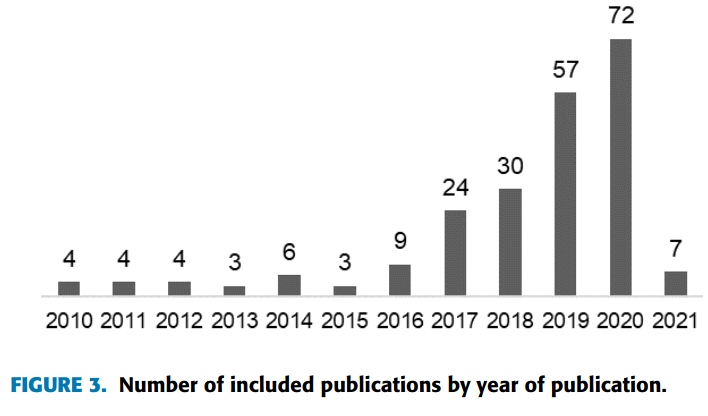 72
57
30
24
9
7
6
4 4 4 3 3
2010 2011 2012 2013 2014 2015 2016 2017 2018 2019 2020 2021
FIGURE 3. Number of included publications by year of publication.